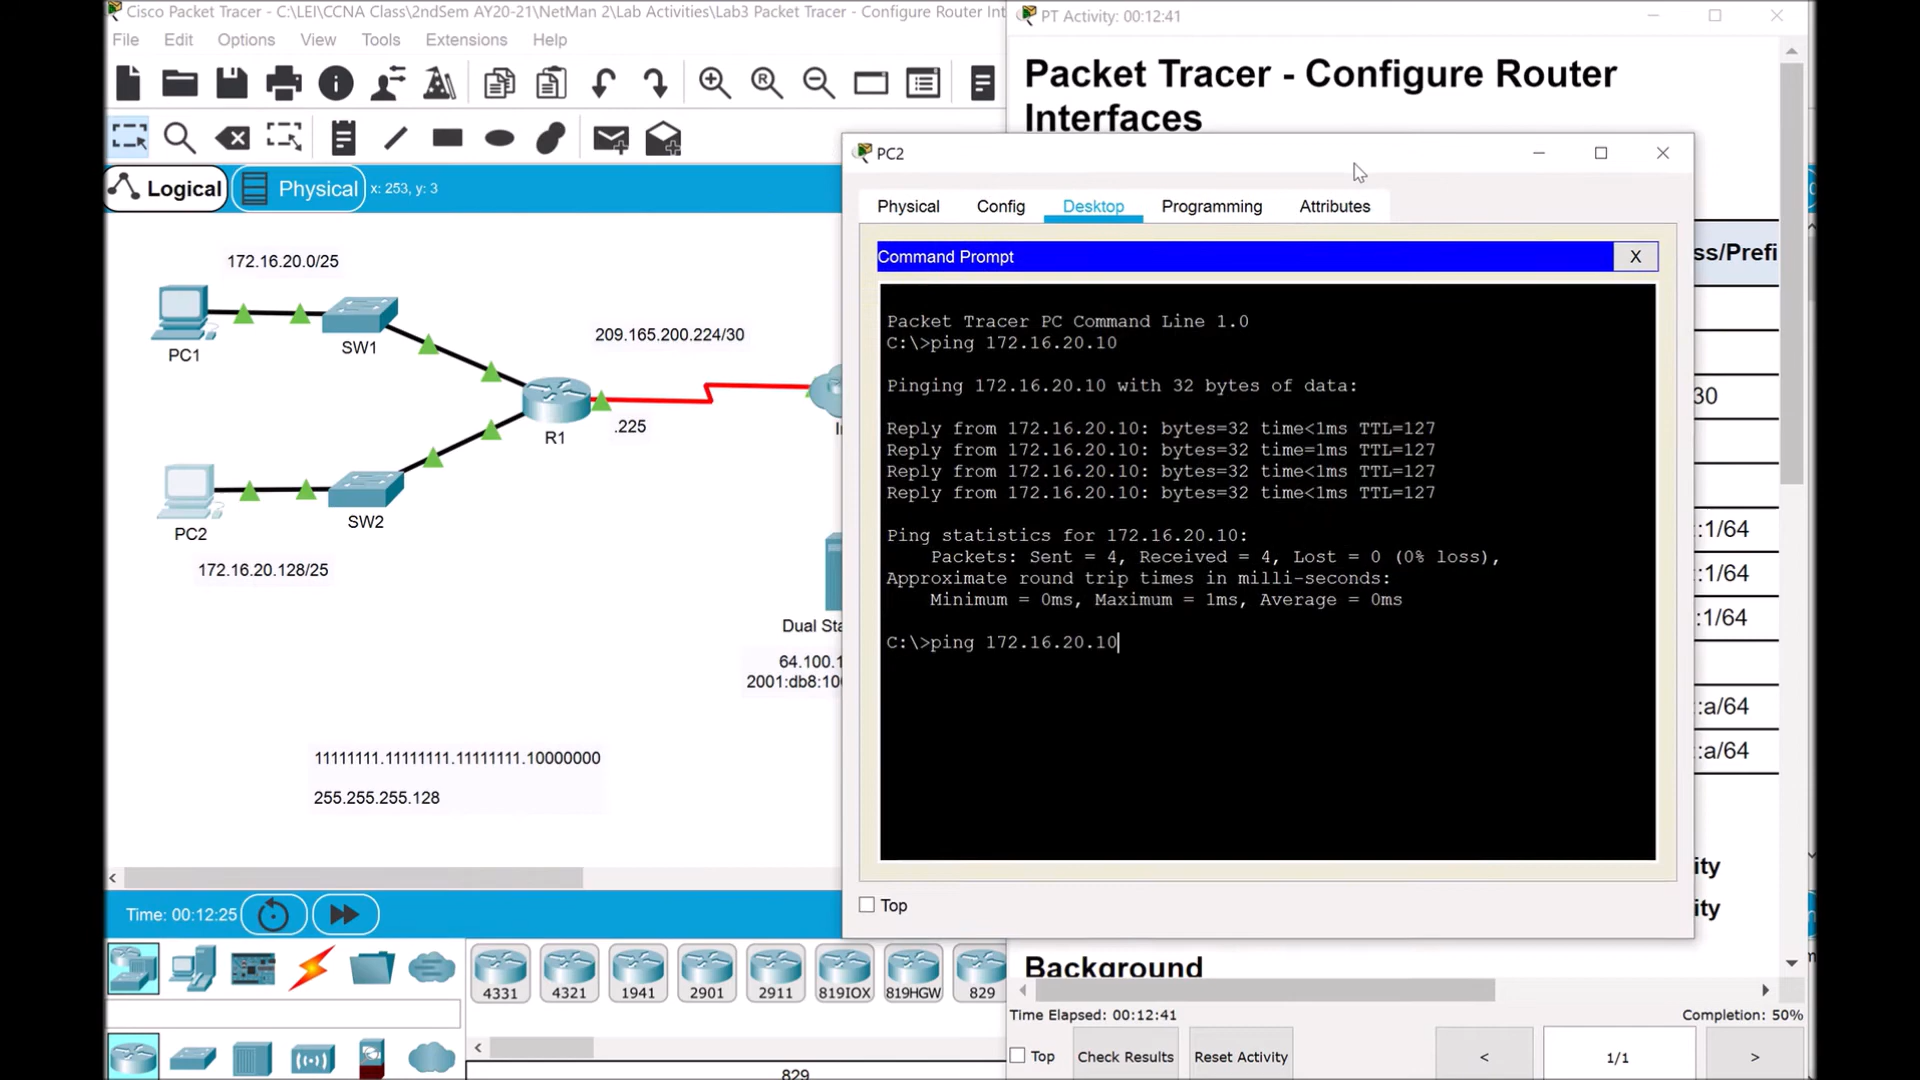 Cisco Packet Tracer - C:\LEI\CCNA Class\2ndSem AY20-21\NetMan 2\Lab Activities\Lab3 Packet Tracer - Configure Router Int
File Edit Options View Tools Extensions Help
Logical
Physical
x: 253, y: 3
172.16.20.0/25
PC1
SW1
209.165.200.224/30
R1
.225
PC2
SW2
172.16.20.128/25
Dual Sta
64.100.1
2001:db8:10
11111111.11111111.11111111.10000000
255.255.255.128
Time: 00:12:25
4331 4321 1941 2901 2911 819IOX 819HGW 829
829
PT Activity: 00:12:41
Packet Tracer - Configure Router
Interfaces
PC2
Physical Config Desktop Programming Attributes
Command Prompt
X
Packet Tracer PC Command Line 1.0
C:\>ping 172.16.20.10
Pinging 172.16.20.10 with 32 bytes of data:
Reply from 172.16.20.10: bytes=32 time<1ms TTL=127
Reply from 172.16.20.10: bytes=32 time=1ms TTL=127
Reply from 172.16.20.10: bytes=32 time<1ms TTL=127
Reply from 172.16.20.10: bytes=32 time<1ms TTL=127
Ping statistics for 172.16.20.10:
Packets: Sent = 4, Received = 4, Lost = 0 (0% loss),
Approximate round trip times in milli-seconds:
Minimum = 0ms, Maximum = 1ms, Average = 0ms
C:\>ping 172.16.20.10
Top
ss/Prefi
30
::1/64
::1/64
::1/64
::a/64
::a/64
ity
ity
Background
Time Elapsed: 00:12:41
Completion: 50%
Top
Check Results
Reset Activity
<
1/1
>